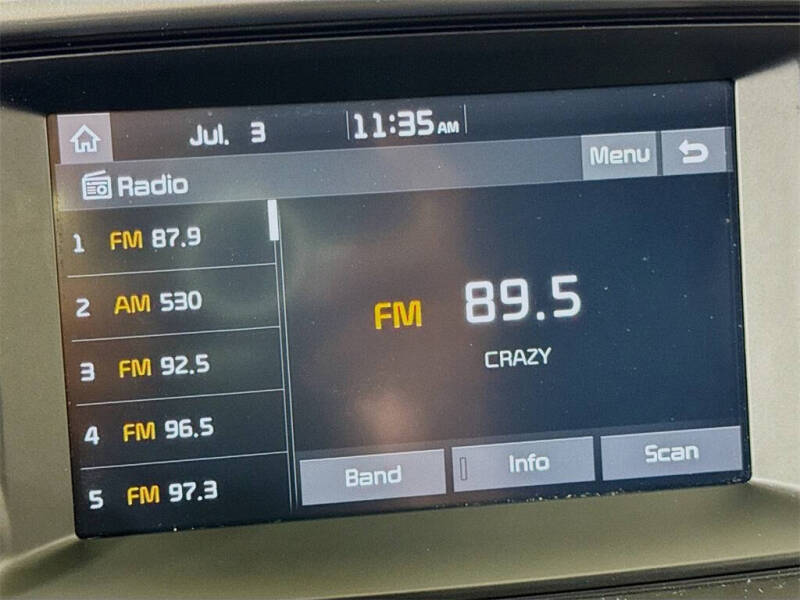 Jul. 3 11:35 AM
Menu
Radio
1 FM 87.9
2 AM 530
3 FM 92.5
4 FM 96.5
5 FM 97.3
FM 89.5
CRAZY
Band Info Scan